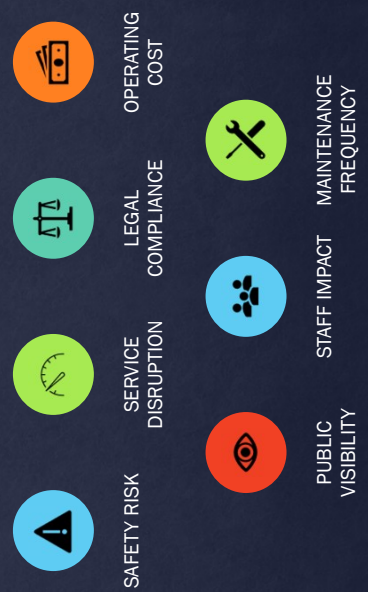 SAFETY RISK
SERVICE
DISRUPTION
LEGAL
COMPLIANCE
OPERATING
COST
PUBLIC
VISIBILITY
STAFF IMPACT
MAINTENANCE
FREQUENCY